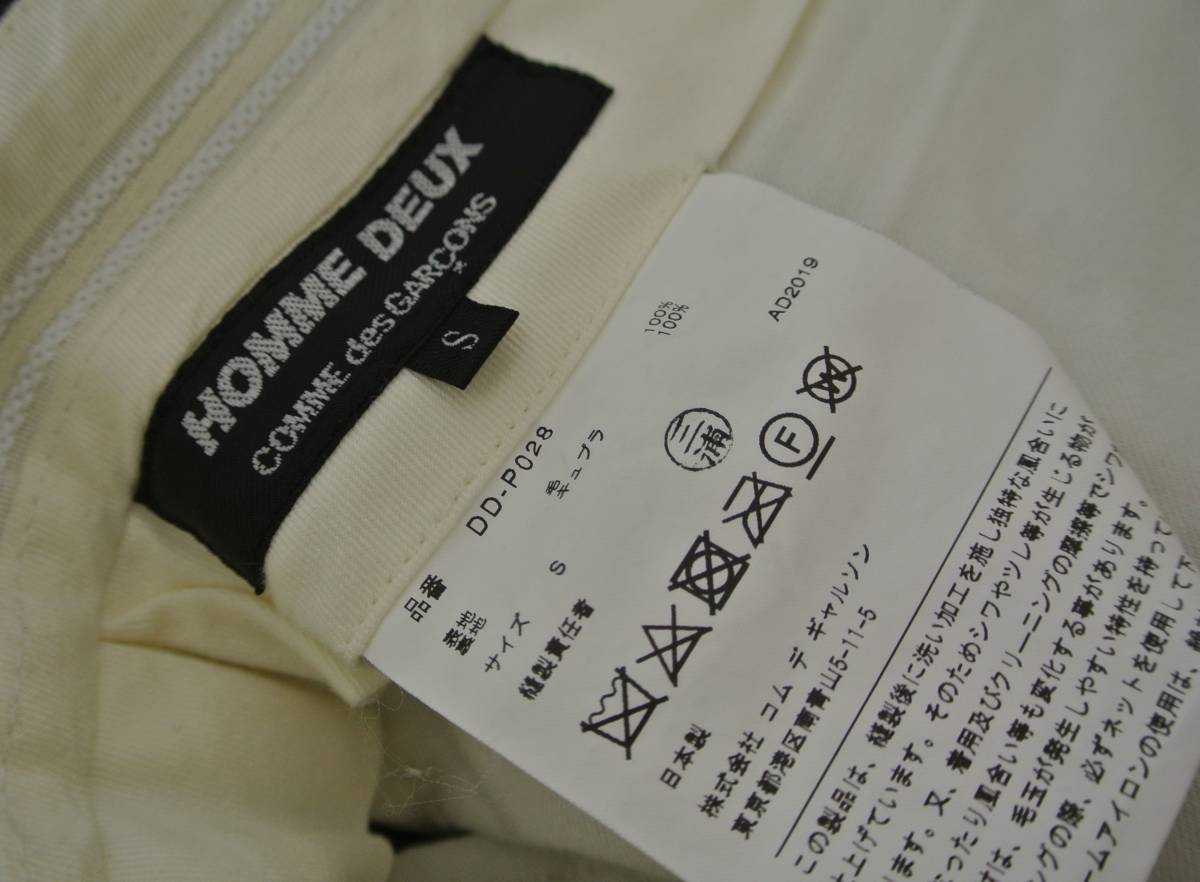 HOMME DEUX
COMME des GARÇONS
S
品番 DD-P028
表地 毛 100%
裏地 キュプラ 100%
サイズ S
AD2019
縫製責任者 三浦
F
W
日本製
株式会社 コム デ ギャルソン
東京都港区南青山5-11-5
この製品は、縫製後に洗い加工を施し独特な風合いに
上げています。そのためシワやツレ等が生じる物が
ます。又、着用及びクリーニングの際溶等でシワ
ったり風合い等も変化する事があります。
は、毛玉が発生しやすい特性を持って
グの際、必ずネットを使用して下
ームアイロンの使用は、